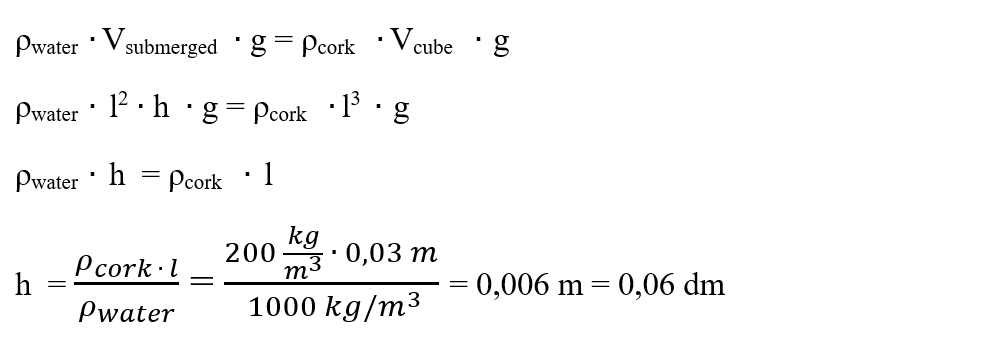 ρwater · Vsubmerged · g = ρcork · Vcube · g
ρwater · l² · h · g = ρcork · l³ · g
ρwater · h = ρcork · l
h = ρcork · l / ρwater = 200 kg/m³ · 0,03 m / 1000 kg/m³ = 0,006 m = 0,06 dm